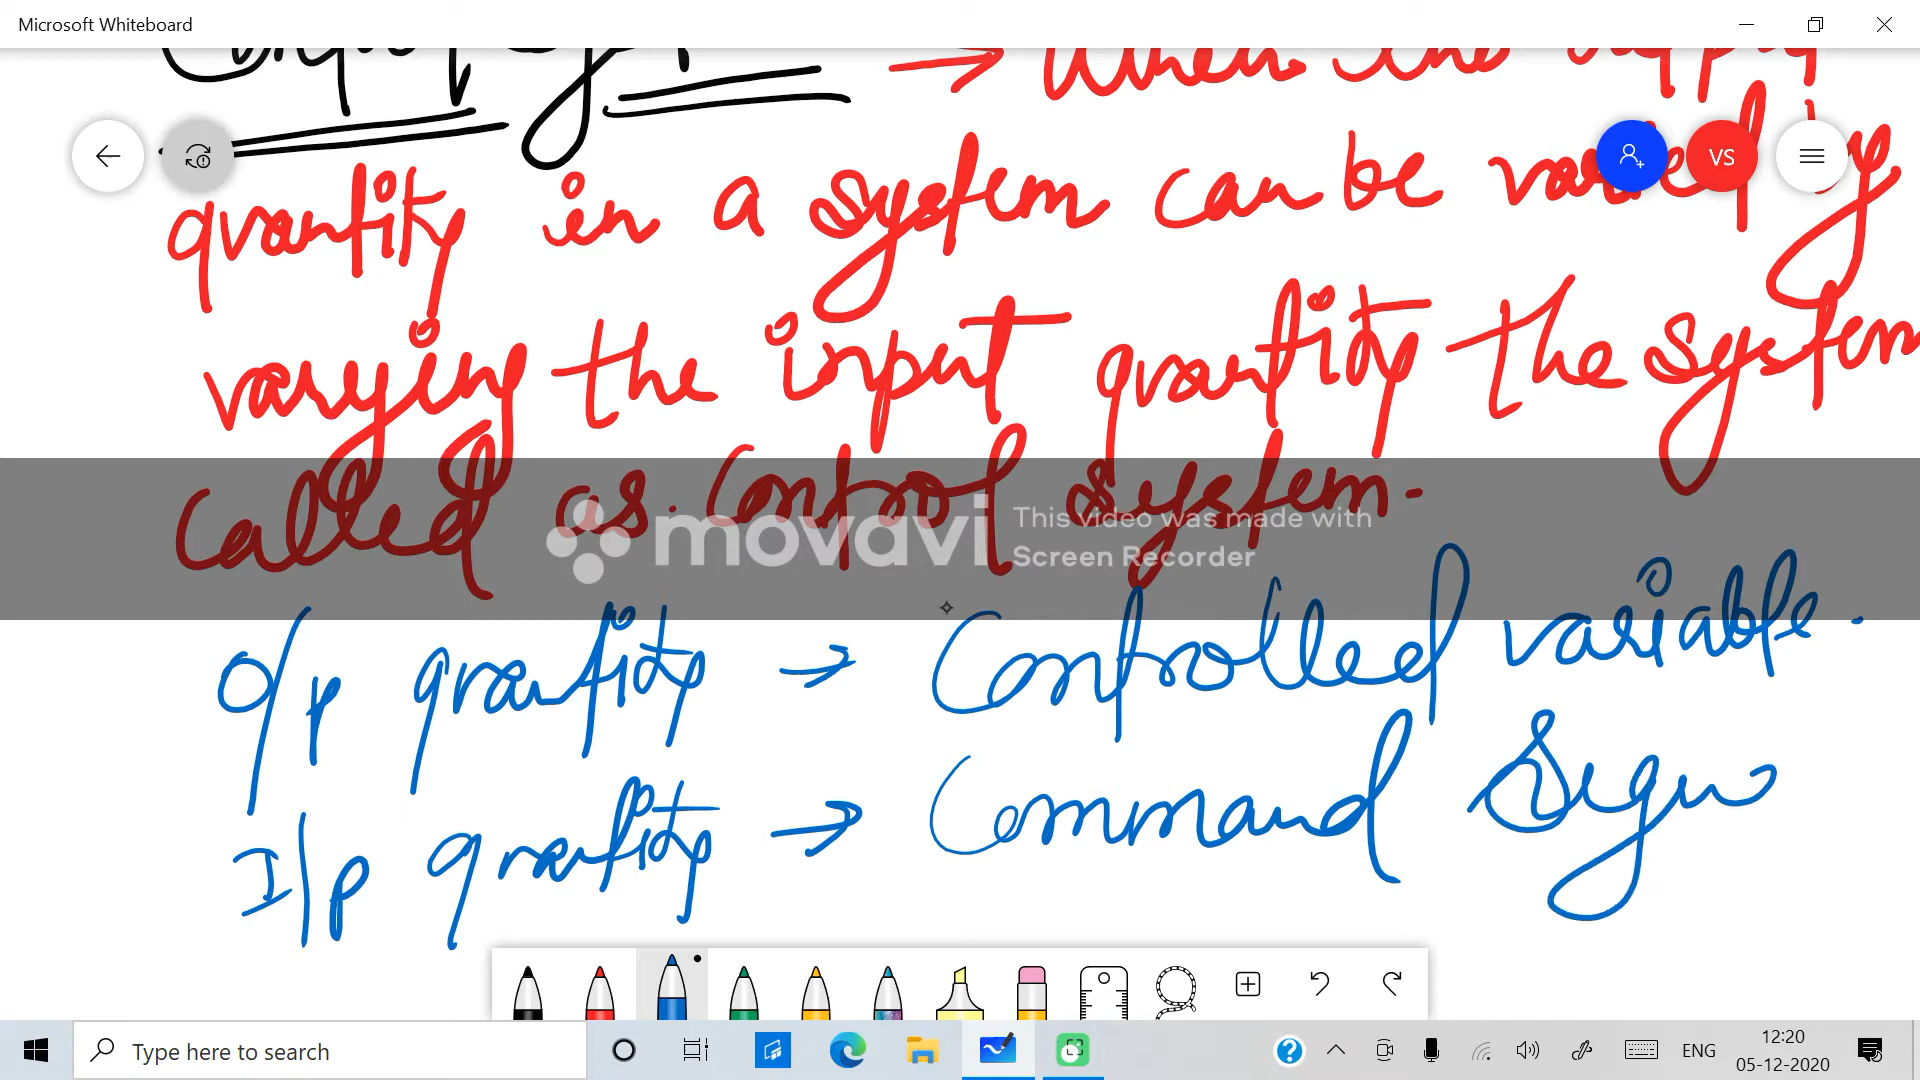 Microsoft Whiteboard
→ When the
VS
quantity in a system can be varied by
varying the input quantity the system
called as control system.
movavi This video was made with
Screen Recorder
O/p quantity → Controlled variable.
I/p quantity → Command Sign
Type here to search
ENG
12:20
05-12-2020